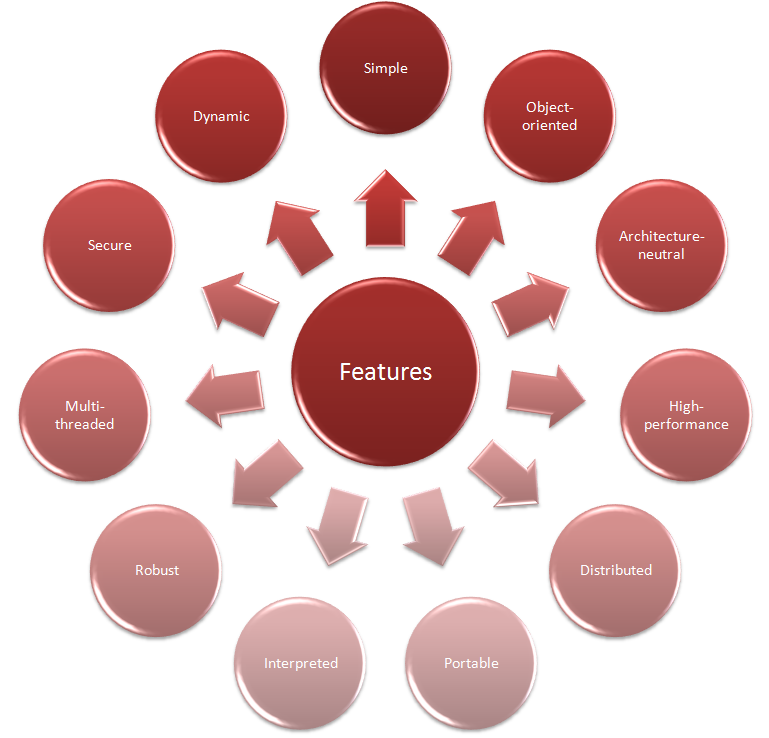 Simple
Object-
oriented
Architecture-
neutral
High-
performance
Distributed
Portable
Interpreted
Robust
Multi-
threaded
Secure
Dynamic
Features